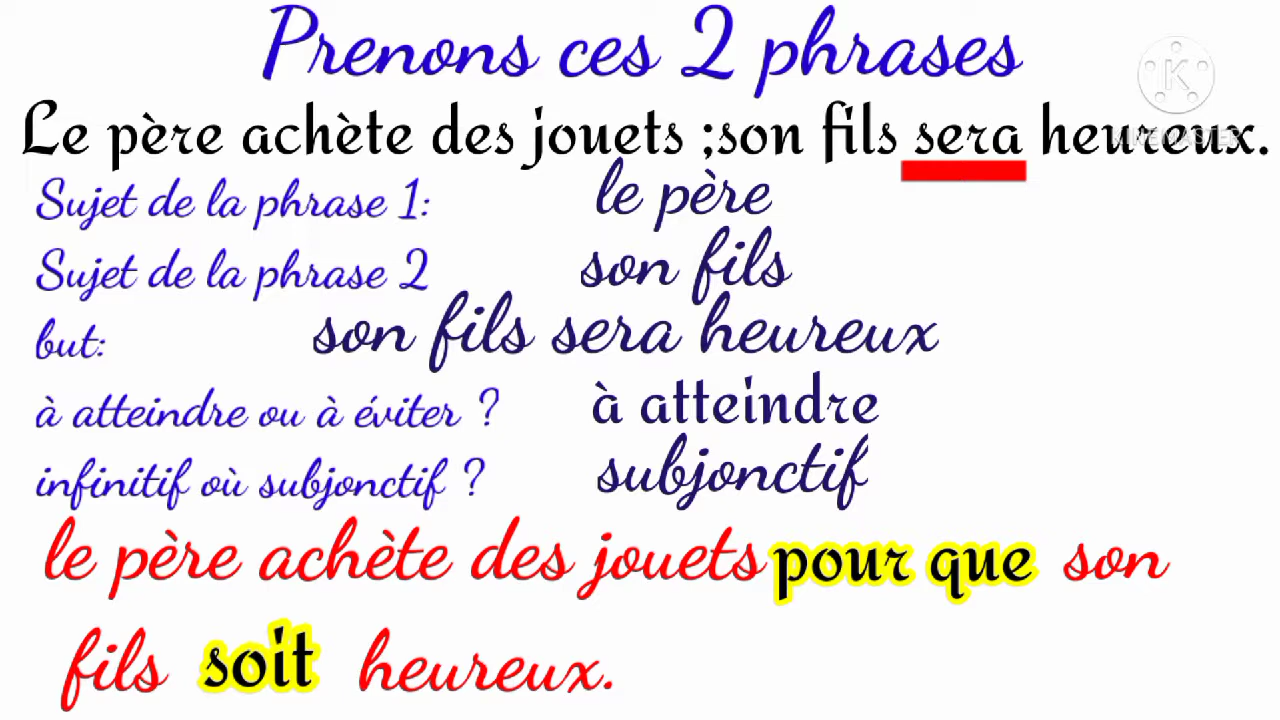 Prenons ces 2 phrases
Le père achète des jouets ;son fils sera heureux.
KINEMASTER
Sujet de la phrase 1: le père
Sujet de la phrase 2 son fils
but: son fils sera heureux
à atteindre ou à éviter ? à atteindre
infinitif où subjonctif ? subjonctif
le père achète des jouets pour que son
fils soit heureux.